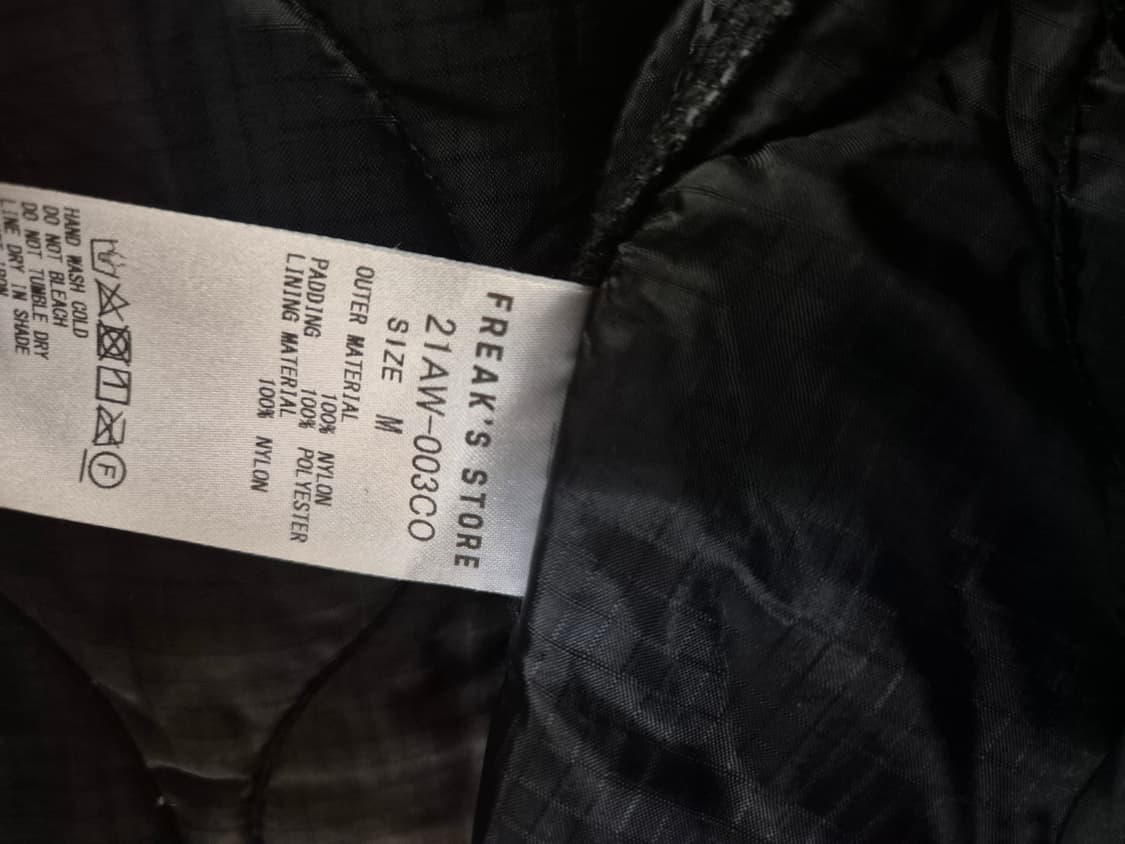 FREAK'S STORE
21AW-003CO
SIZE M
OUTER MATERIAL
100% NYLON
PADDING 100% POLYESTER
LINING MATERIAL
100% NYLON
F
HAND WASH COLD
DO NOT BLEACH
DO NOT TUMBLE DRY
LINE DRY IN SHADE